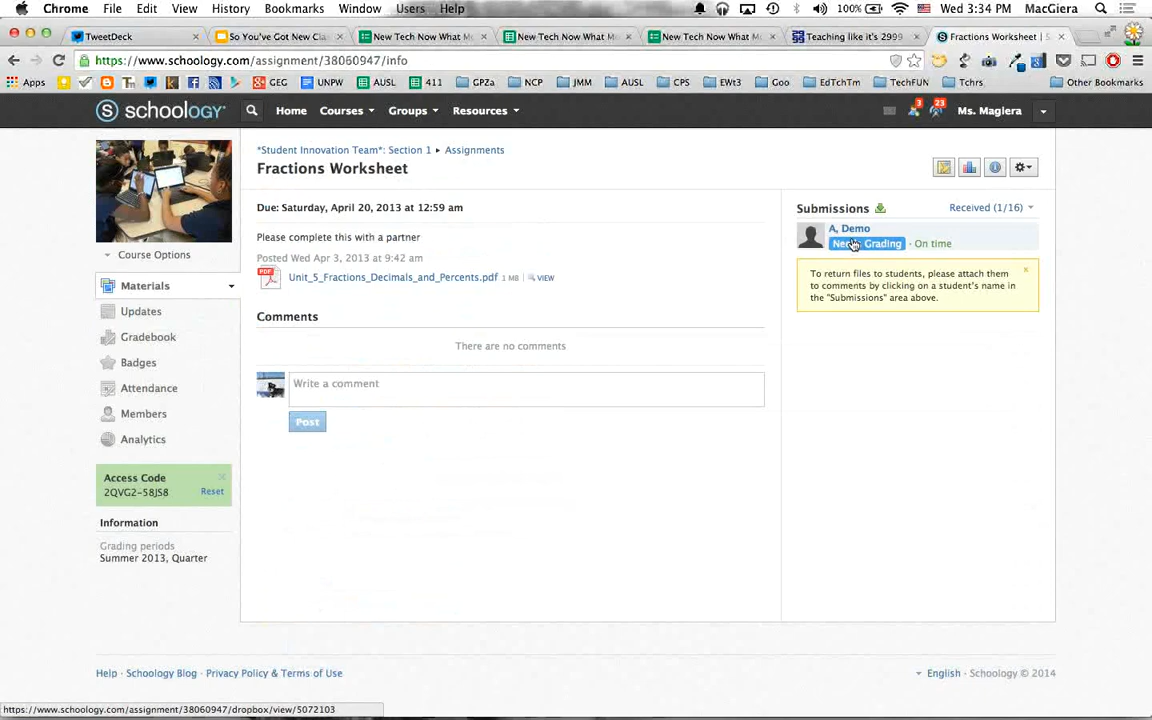 Chrome File Edit View History Bookmarks Window Users Help 100% Wed 3:34 PM MacGiera
TweetDeck So You've Got New Cla New Tech Now What M New Tech Now What M New Tech Now What M Teaching like it's 2999 Fractions Worksheet | S
https://www.schoology.com/assignment/38060947/info
Apps GEG UNPW AUSL 411 GPZa NCP JMM AUSL CPS EWt3 Goo EdTchTm TechFUN Tchrs Other Bookmarks
S schoology Home Courses Groups Resources 3 23 Ms. Magiera
*Student Innovation Team*: Section 1 ▸ Assignments
Fractions Worksheet
Due: Saturday, April 20, 2013 at 12:59 am
Please complete this with a partner
Posted Wed Apr 3, 2013 at 9:42 am
PDF Unit_5_Fractions_Decimals_and_Percents.pdf 1 MB VIEW
Comments
There are no comments
Write a comment
Post
Submissions Received (1/16)
A, Demo
Grading · On time
To return files to students, please attach them
to comments by clicking on a student's name in
the "Submissions" area above.
Course Options
Materials
Updates
Gradebook
Badges
Attendance
Members
Analytics
Access Code
2QVG2-58JS8 Reset
Information
Grading periods
Summer 2013, Quarter
Help · Schoology Blog · Privacy Policy & Terms of Use
English · Schoology © 2014
https://www.schoology.com/assignment/38060947/dropbox/view/5072103